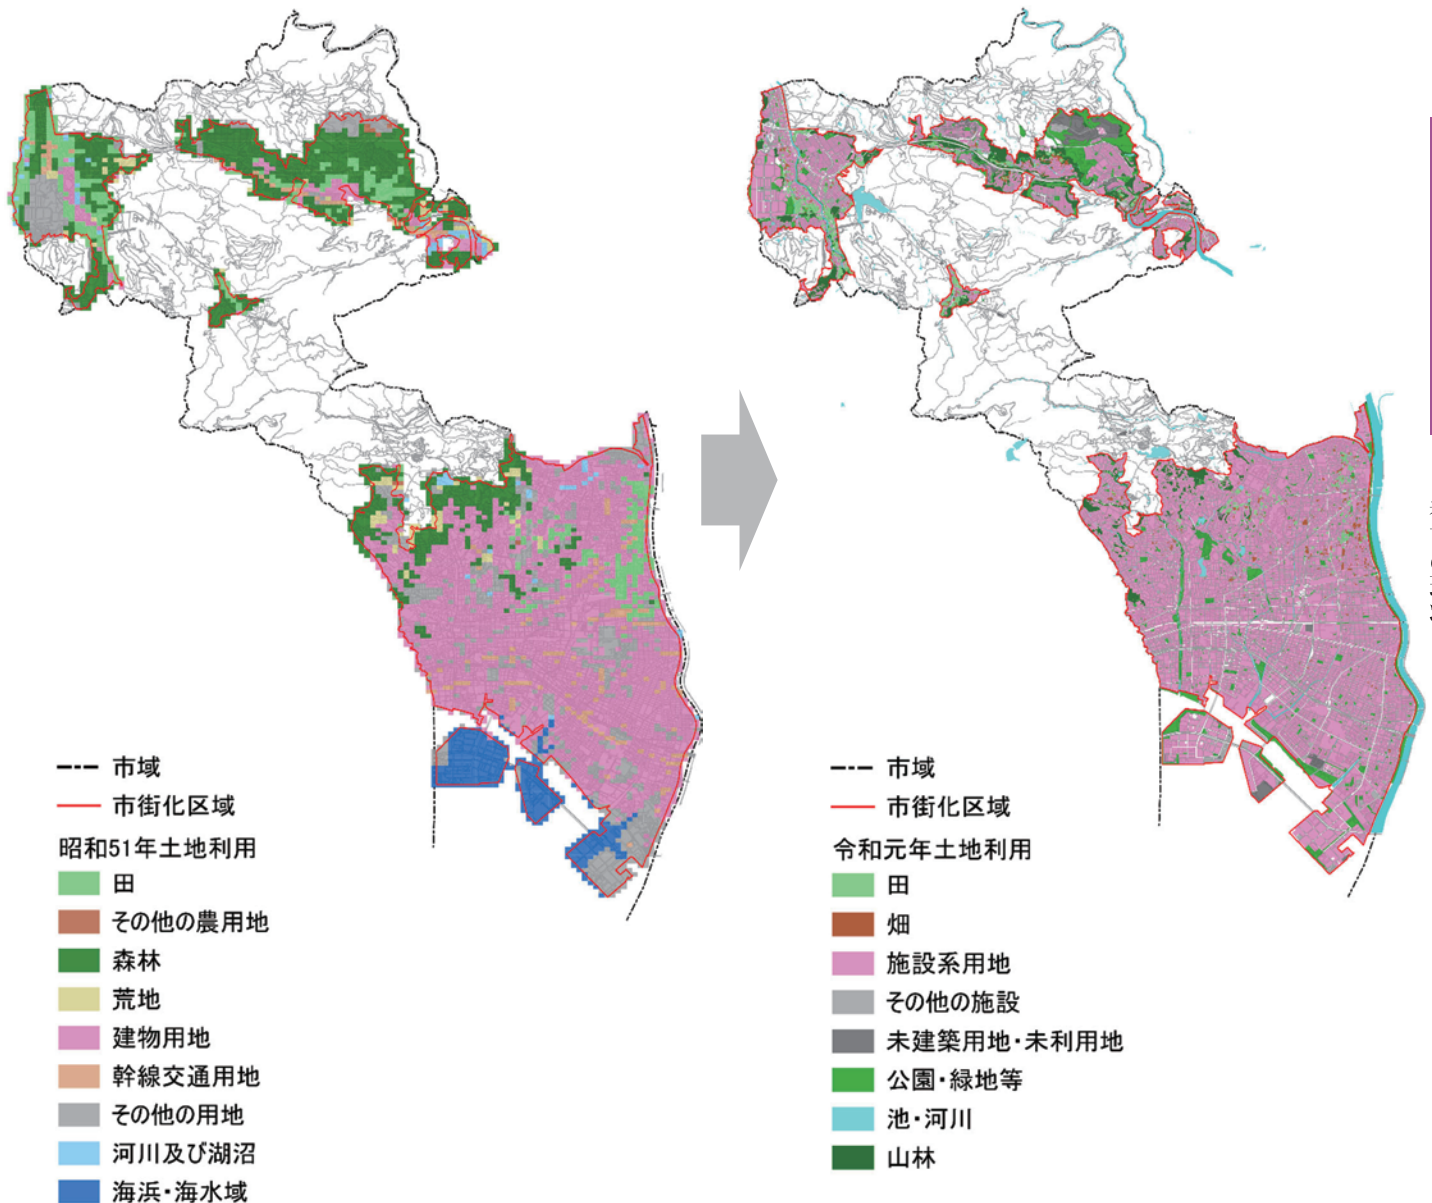 市域
市街化区域
昭和51年土地利用
田
その他の農用地
森林
荒地
建物用地
幹線交通用地
その他の用地
河川及び湖沼
海浜・海水域
市域
市街化区域
令和元年土地利用
田
畑
施設系用地
その他の施設
未建築用地・未利用地
公園・緑地等
池・河川
山林